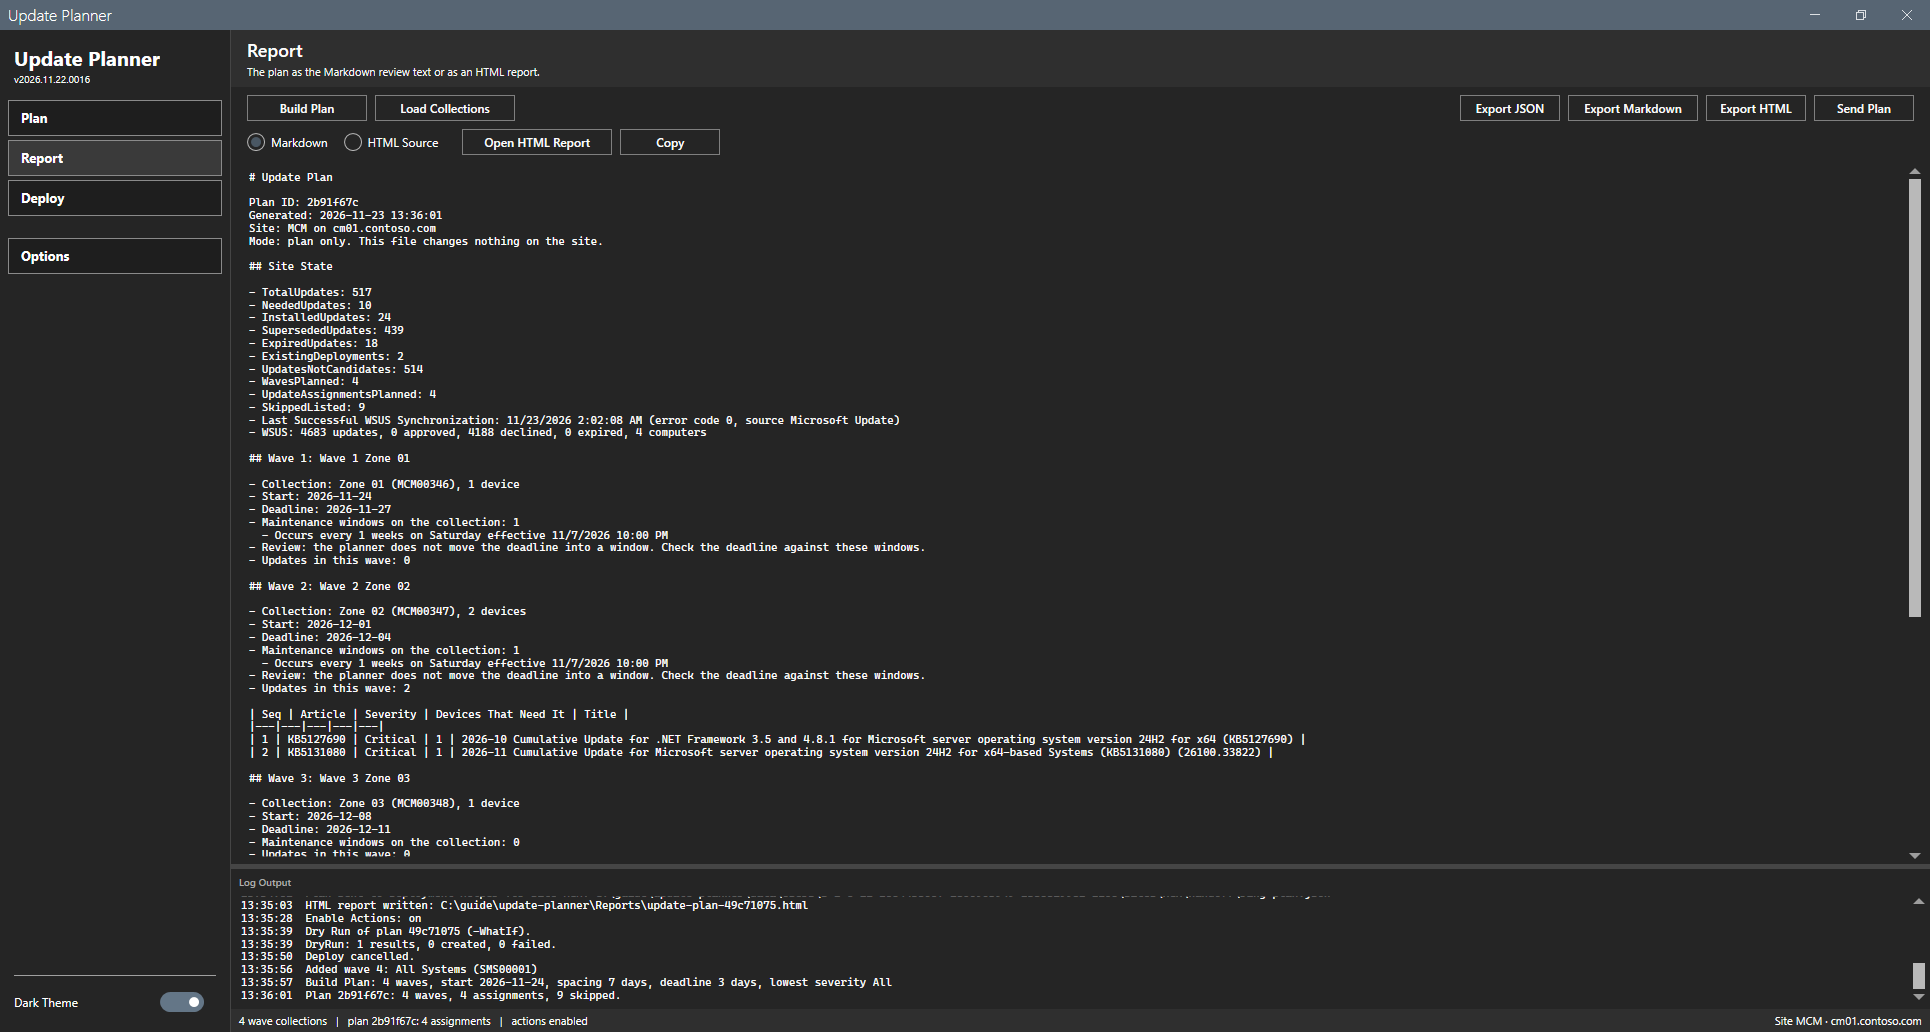 Update Planner
Update Planner
v2026.11.22.0016
Plan
Report
Deploy
Options
Dark Theme
Report
The plan as the Markdown review text or as an HTML report.
Build Plan
Load Collections
Export JSON
Export Markdown
Export HTML
Send Plan
Markdown
HTML Source
Open HTML Report
Copy
# Update Plan
Plan ID: 2b91f67c
Generated: 2026-11-23 13:36:01
Site: MCM on cm01.contoso.com
Mode: plan only. This file changes nothing on the site.
## Site State
- TotalUpdates: 517
- NeededUpdates: 10
- InstalledUpdates: 24
- SupersededUpdates: 439
- ExpiredUpdates: 18
- ExistingDeployments: 2
- UpdatesNotCandidates: 514
- WavesPlanned: 4
- UpdateAssignmentsPlanned: 4
- SkippedListed: 9
- Last Successful WSUS Synchronization: 11/23/2026 2:02:08 AM (error code 0, source Microsoft Update)
- WSUS: 4683 updates, 0 approved, 4188 declined, 0 expired, 4 computers
## Wave 1: Wave 1 Zone 01
- Collection: Zone 01 (MCM00346), 1 device
- Start: 2026-11-24
- Deadline: 2026-11-27
- Maintenance windows on the collection: 1
- Occurs every 1 weeks on Saturday effective 11/7/2026 10:00 PM
- Review: the planner does not move the deadline into a window. Check the deadline against these windows.
- Updates in this wave: 0
## Wave 2: Wave 2 Zone 02
- Collection: Zone 02 (MCM00347), 2 devices
- Start: 2026-12-01
- Deadline: 2026-12-04
- Maintenance windows on the collection: 1
- Occurs every 1 weeks on Saturday effective 11/7/2026 10:00 PM
- Review: the planner does not move the deadline into a window. Check the deadline against these windows.
- Updates in this wave: 2
| Seq | Article | Severity | Devices That Need It | Title |
|---|---|---|---|---|
| 1 | KB5127690 | Critical | 1 | 2026-10 Cumulative Update for .NET Framework 3.5 and 4.8.1 for Microsoft server operating system version 24H2 for x64 (KB5127690) |
| 2 | KB5131080 | Critical | 1 | 2026-11 Cumulative Update for Microsoft server operating system version 24H2 for x64-based Systems (KB5131080) (26100.33822) |
## Wave 3: Wave 3 Zone 03
- Collection: Zone 03 (MCM00348), 1 device
- Start: 2026-12-08
- Deadline: 2026-12-11
- Maintenance windows on the collection: 0
- Updates in this wave: 0
Log Output
13:35:03 HTML report written: C:\guide\update-planner\Reports\update-plan-49c71075.html
13:35:28 Enable Actions: on
13:35:39 Dry Run of plan 49c71075 (-WhatIf).
13:35:39 DryRun: 1 results, 0 created, 0 failed.
13:35:50 Deploy cancelled.
13:35:56 Added wave 4: All Systems (SMS00001)
13:35:57 Build Plan: 4 waves, start 2026-11-24, spacing 7 days, deadline 3 days, lowest severity All
13:36:01 Plan 2b91f67c: 4 waves, 4 assignments, 9 skipped.
4 wave collections | plan 2b91f67c: 4 assignments | actions enabled
Site MCM · cm01.contoso.com